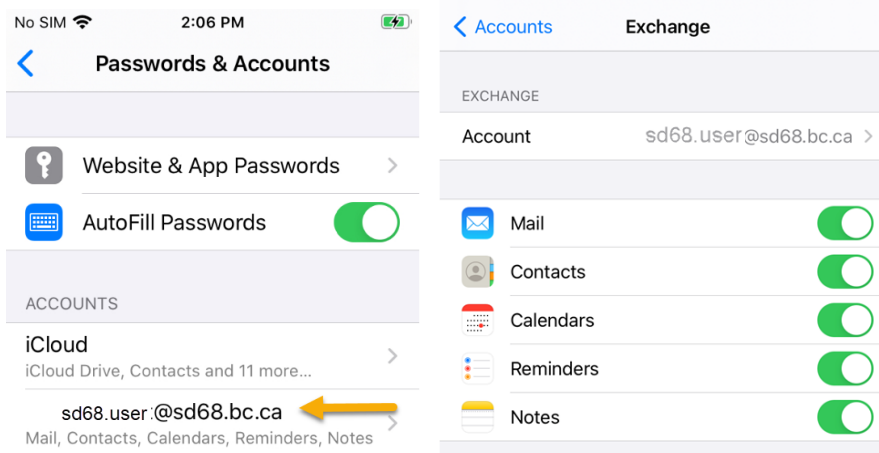 No SIM 2:06 PM
Passwords & Accounts
Website & App Passwords
AutoFill Passwords
ACCOUNTS
iCloud
iCloud Drive, Contacts and 11 more...
sd68.user:@sd68.bc.ca
Mail, Contacts, Calendars, Reminders, Notes
Accounts Exchange
EXCHANGE
Account sd68.user@sd68.bc.ca
Mail
Contacts
Calendars
Reminders
Notes